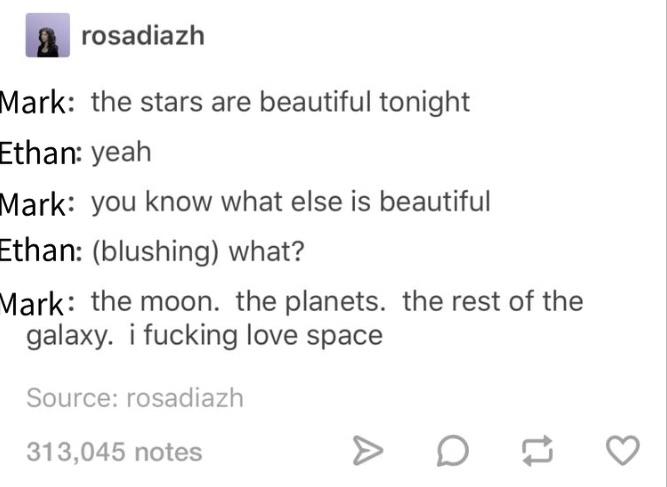 rosadiazh
Mark: the stars are beautiful tonight
Ethan: yeah
Mark: you know what else is beautiful
Ethan: (blushing) what?
Mark: the moon. the planets. the rest of the
galaxy. i fucking love space
Source: rosadiazh
313,045 notes